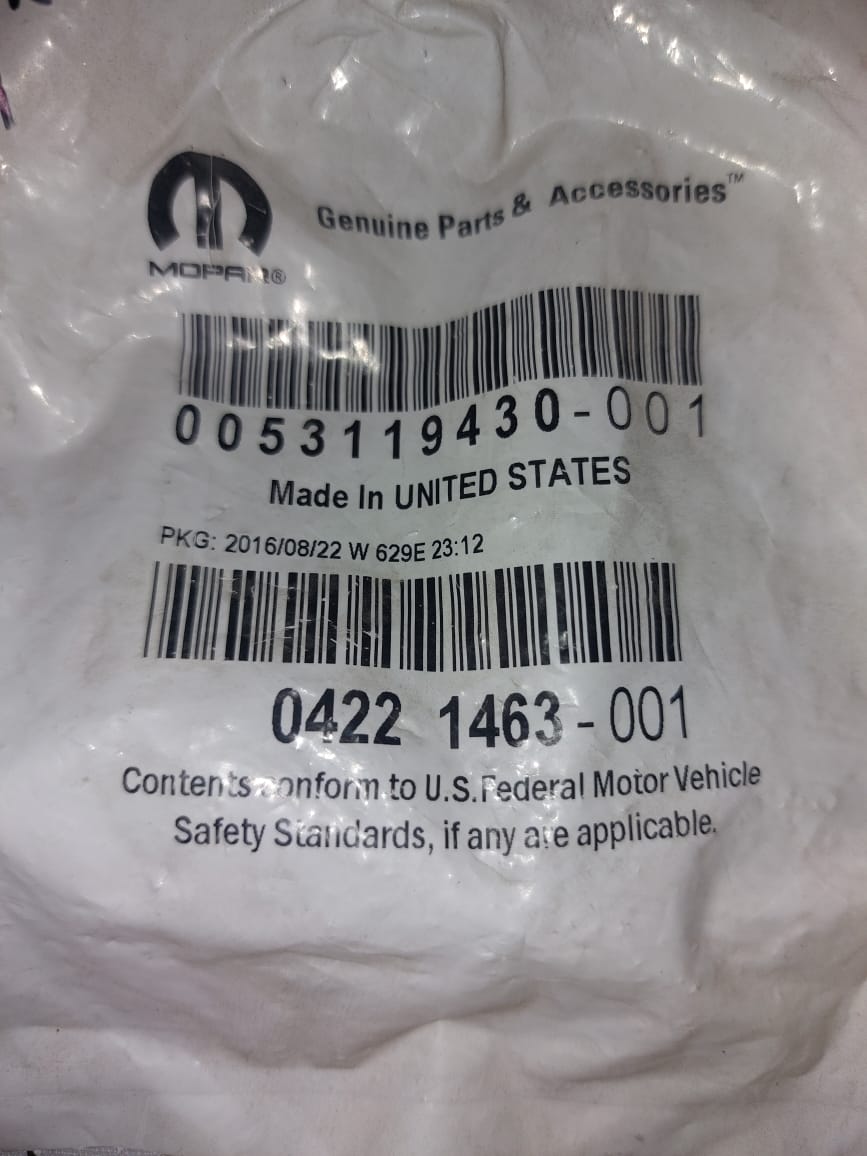 Genuine Parts & Accessories™
MOPAR®
0053119430-001
Made In UNITED STATES
PKG: 2016/08/22 W 629E 23:12
0422 1463-001
Contents conform to U.S. Federal Motor Vehicle
Safety Standards, if any are applicable.